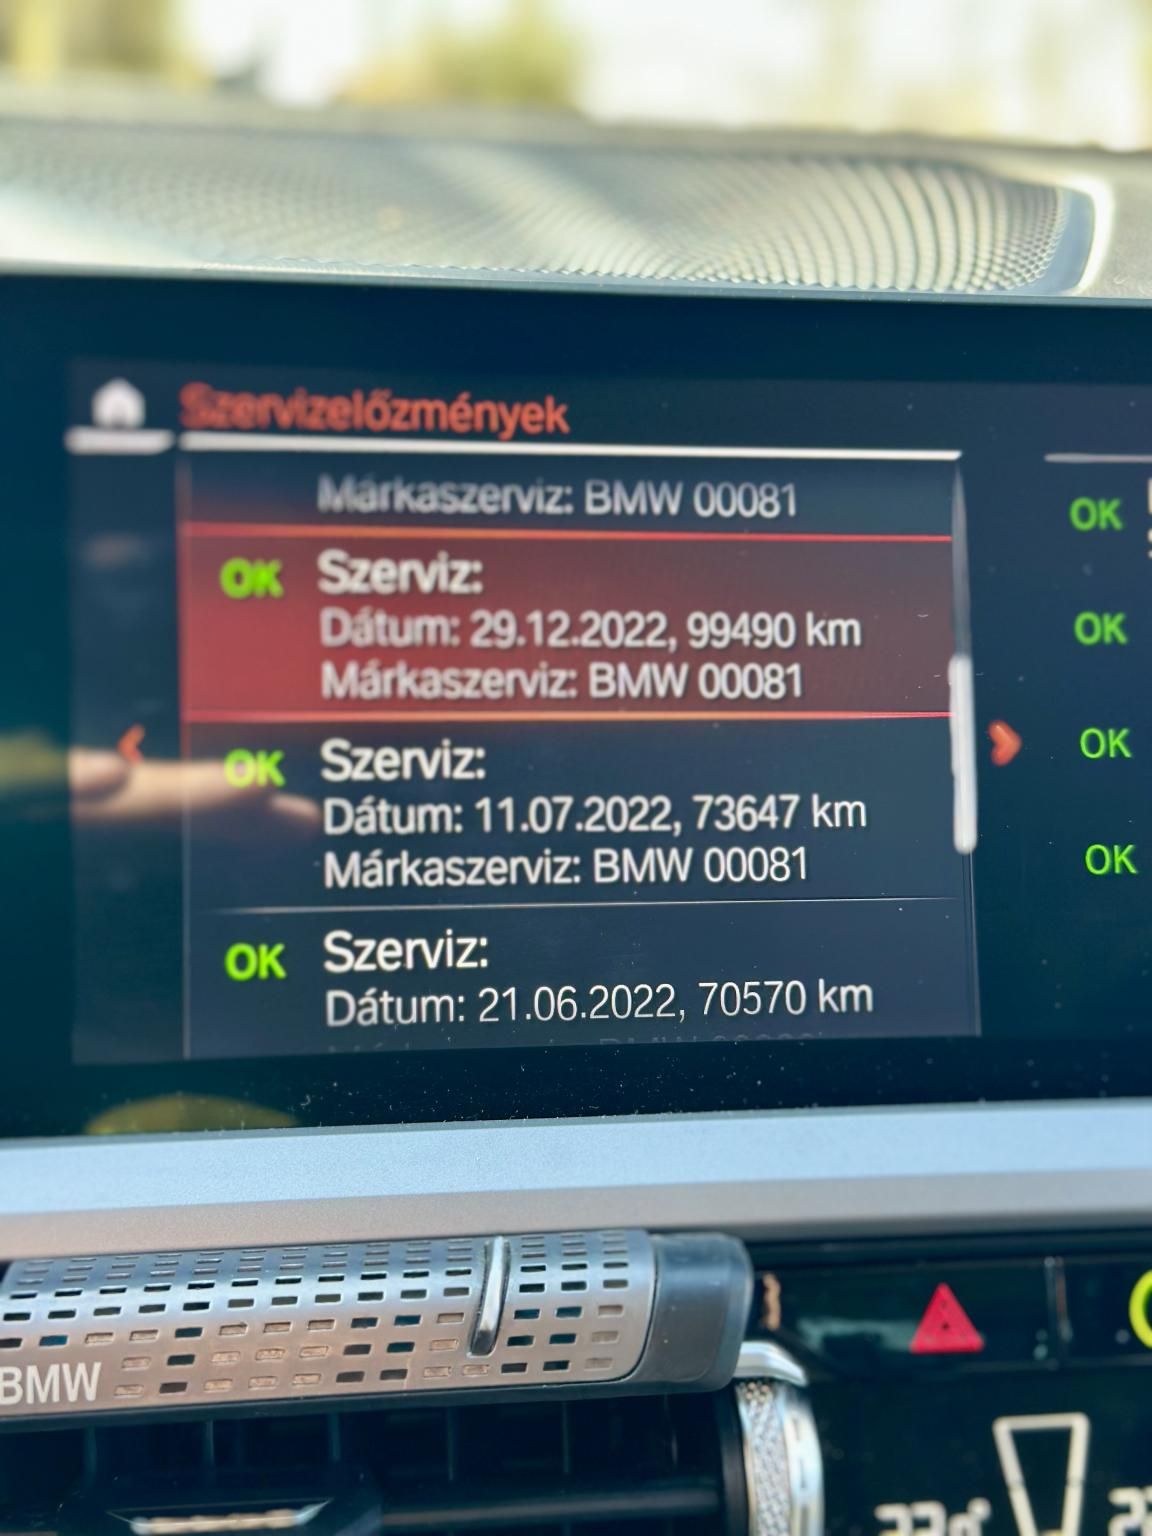 Szervizelőzmények
Márkaszerviz: BMW 00081
OK Szerviz:
Dátum: 29.12.2022, 99490 km
Márkaszerviz: BMW 00081
OK Szerviz:
Dátum: 11.07.2022, 73647 km
Márkaszerviz: BMW 00081
OK Szerviz:
Dátum: 21.06.2022, 70570 km
OK
OK
OK
OK
BMW